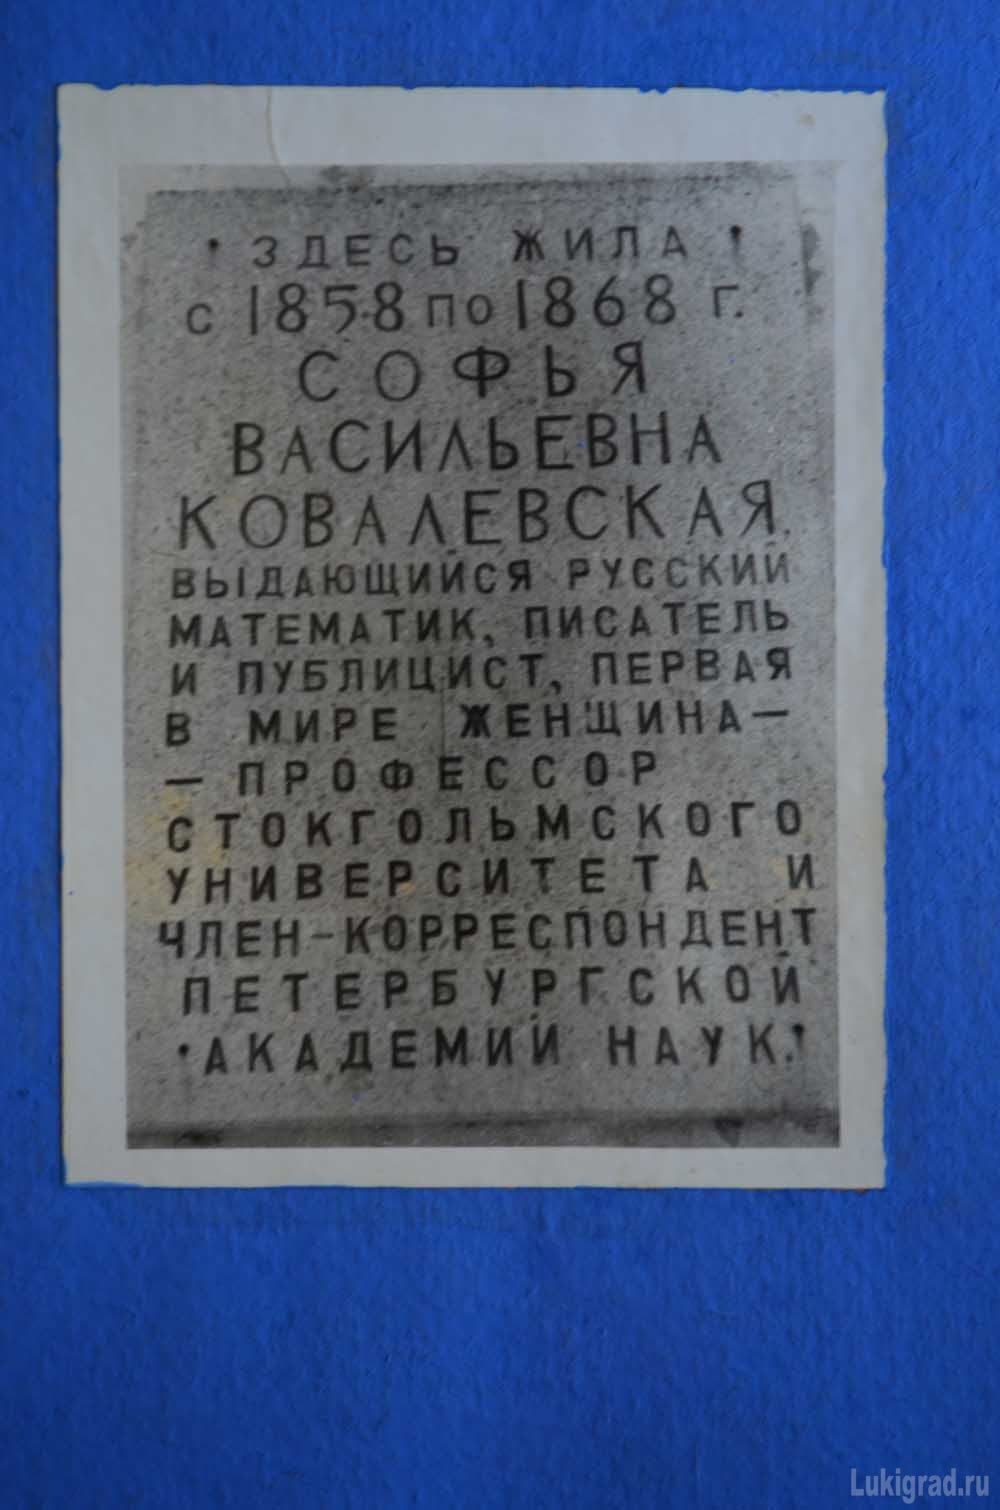 ЗДЕСЬ ЖИЛА
С 1858 ПО 1868 Г.
СОФЬЯ
ВАСИЛЬЕВНА
КОВАЛЕВСКАЯ,
ВЫДАЮЩИЙСЯ РУССКИЙ
МАТЕМАТИК, ПИСАТЕЛЬ
И ПУБЛИЦИСТ, ПЕРВАЯ
В МИРЕ ЖЕНЩИНА—
—ПРОФЕССОР
СТОКГОЛЬМСКОГО
УНИВЕРСИТЕТА И
ЧЛЕН-КОРРЕСПОНДЕНТ
ПЕТЕРБУРГСКОЙ
АКАДЕМИЙ НАУК.
Lukigrad.ru